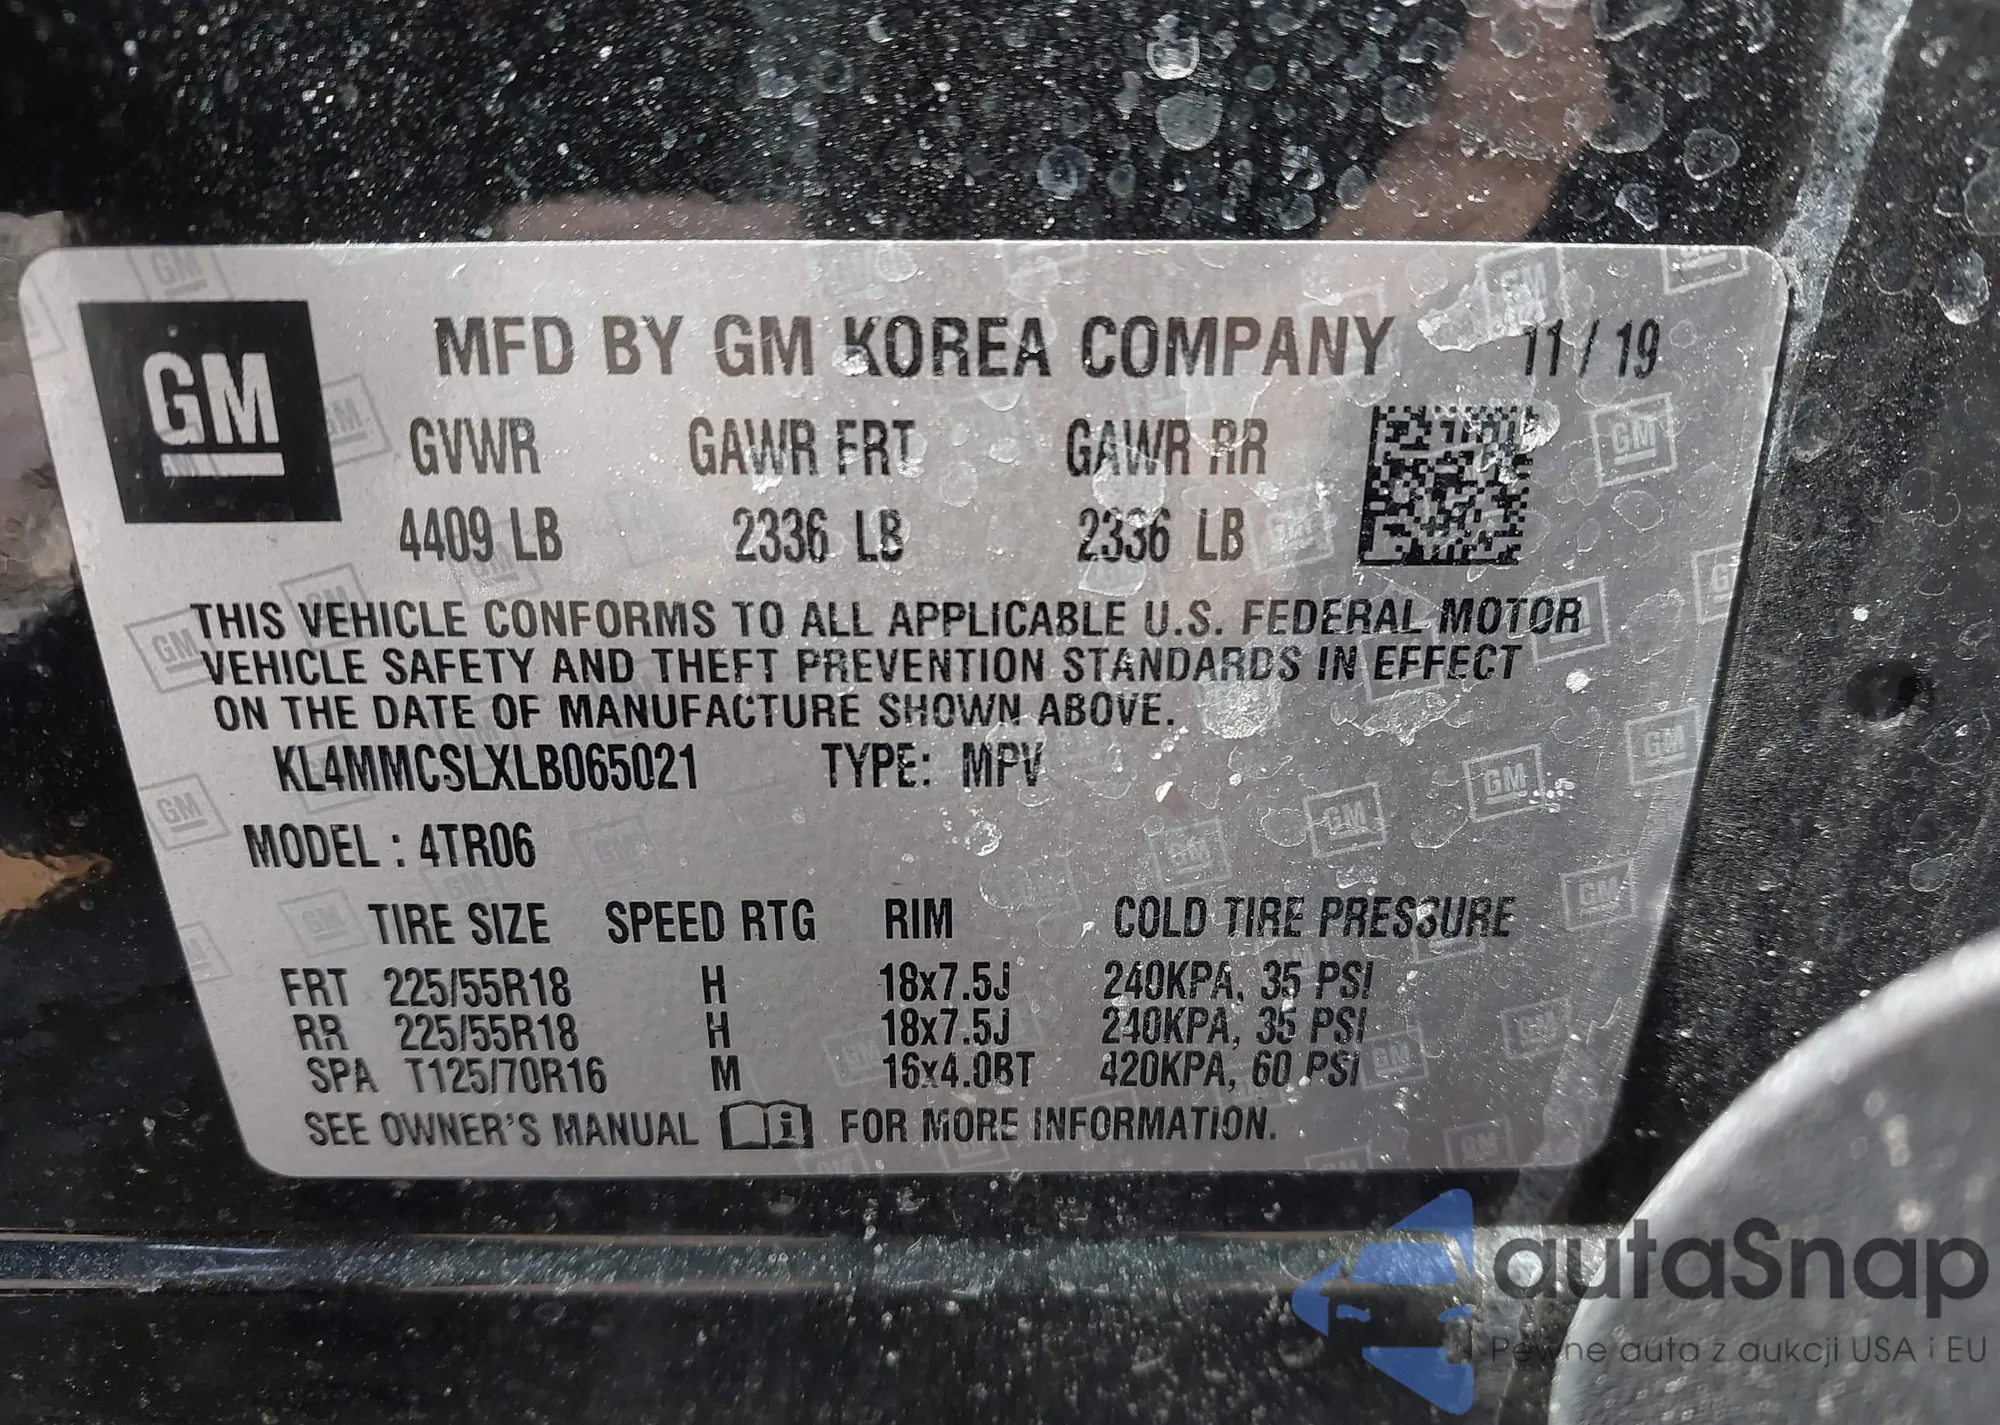 GM
MFD BY GM KOREA COMPANY 11 / 19
GVWR GAWR FRT GAWR RR
4409 LB 2336 LB 2336 LB
THIS VEHICLE CONFORMS TO ALL APPLICABLE U.S. FEDERAL MOTOR
VEHICLE SAFETY AND THEFT PREVENTION STANDARDS IN EFFECT
ON THE DATE OF MANUFACTURE SHOWN ABOVE.
KL4MMCSLXLB065021 TYPE: MPV
MODEL : 4TR06
TIRE SIZE SPEED RTG RIM COLD TIRE PRESSURE
FRT 225/55R18 H 18x7.5J 240KPA, 35 PSI
RR 225/55R18 H 18x7.5J 240KPA, 35 PSI
SPA T125/70R16 M 16x4.0BT 420KPA, 60 PSI
SEE OWNER'S MANUAL i FOR MORE INFORMATION.
autaSnap
Pewne auta z aukcji USA i EU